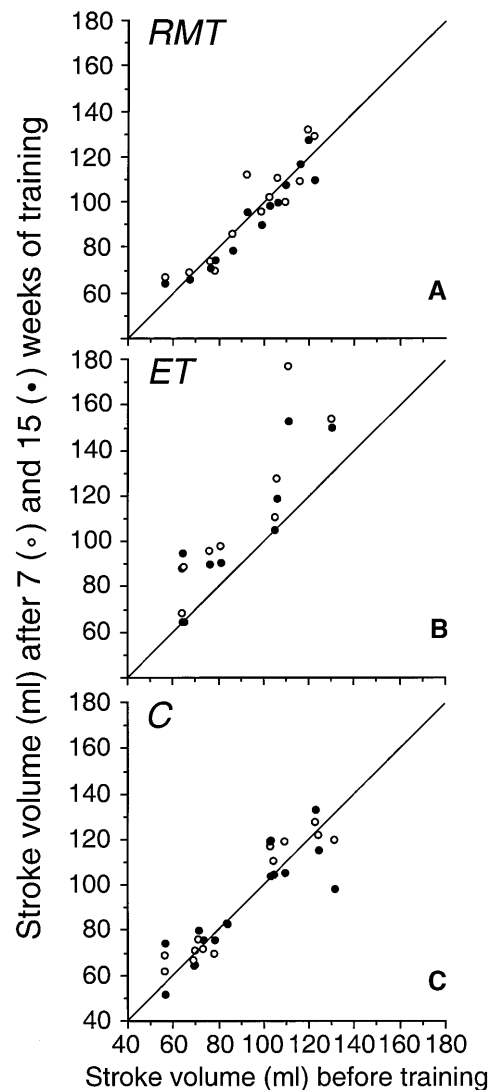 Stroke volume (ml) after 7 (○) and 15 (●) weeks of training
180
RMT
160
140
120
100
80
60
A
180
ET
160
140
120
100
80
60
B
180
C
160
140
120
100
80
60
C
40
40 60 80 100 120 140 160 180
Stroke volume (ml) before training